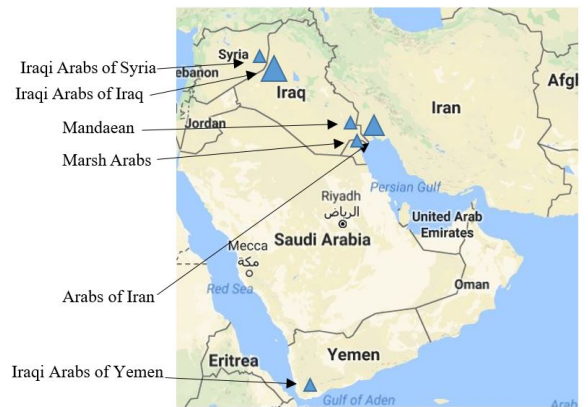 Syria
Iraqi Arabs of Syria
ebanon
Iraqi Arabs of Iraq
Iraq
Iran
Afgl
Jordan
Mandaean
Marsh Arabs
Persian Gulf
Riyadh
الرياض
United Arab
Emirates
Mecca
مكة
Saudi Arabia
Arabs of Iran
Red Sea
Oman
Yemen
Eritrea
Iraqi Arabs of Yemen
Gulf of Aden
Arab